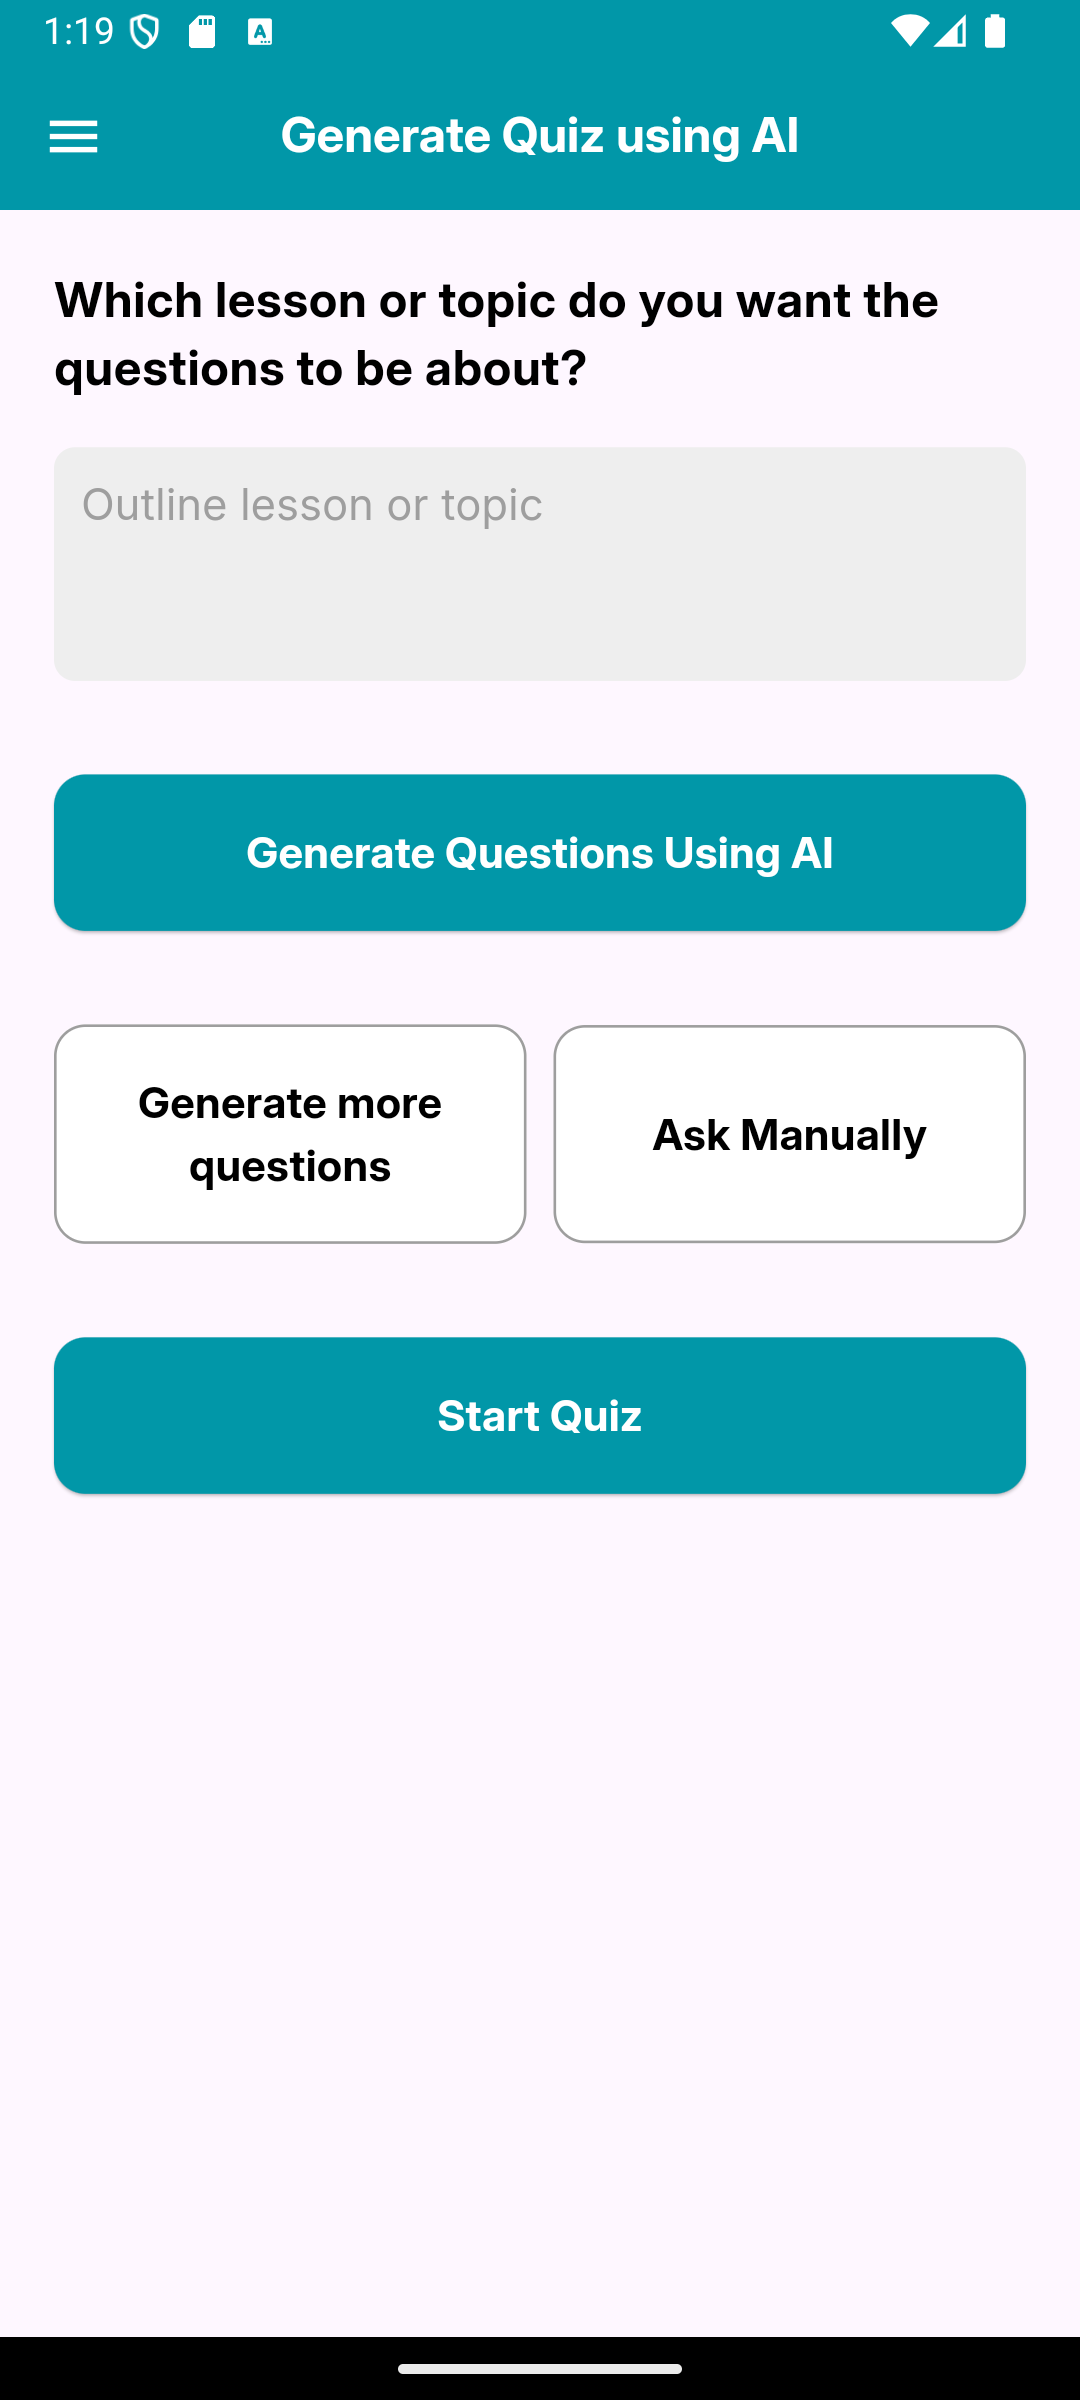 1:19
Generate Quiz using AI
Which lesson or topic do you want the
questions to be about?
Outline lesson or topic
Generate Questions Using AI
Generate more
questions
Ask Manually
Start Quiz